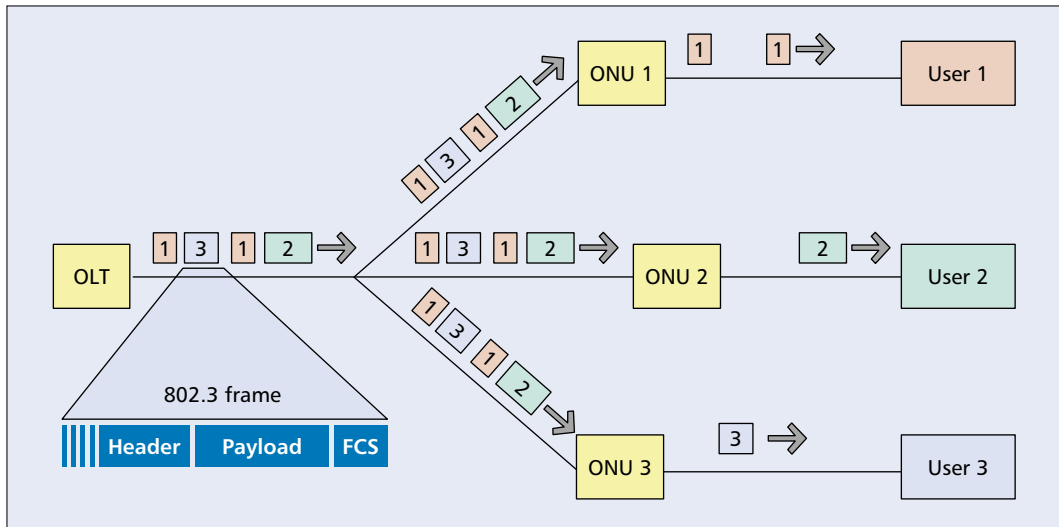 1 1
ONU 1 User 1
1 3 1 2
1 3 1 2 1 3 1 2 2
OLT ONU 2 User 2
1 3 1 2
802.3 frame
Header Payload FCS
3
ONU 3 User 3